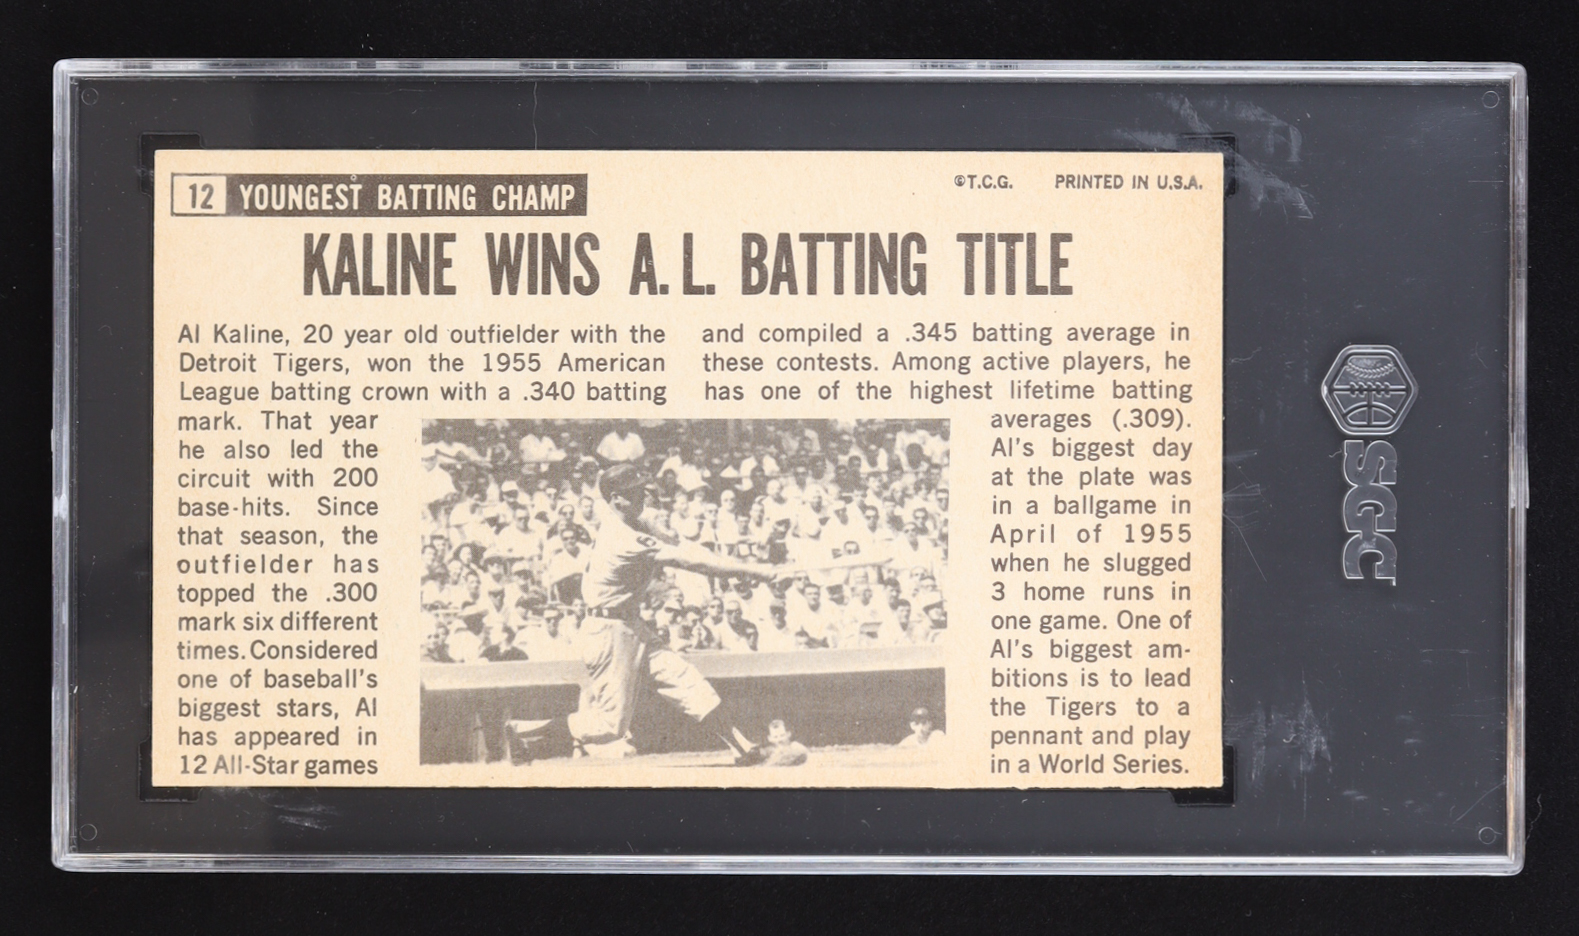 12 YOUNGEST BATTING CHAMP
©T.C.G. PRINTED IN U.S.A.
KALINE WINS A.L. BATTING TITLE
Al Kaline, 20 year old outfielder with the
Detroit Tigers, won the 1955 American
League batting crown with a .340 batting
mark. That year
he also led the
circuit with 200
base-hits. Since
that season, the
outfielder has
topped the .300
mark six different
times. Considered
one of baseball's
biggest stars, Al
has appeared in
12 All-Star games
and compiled a .345 batting average in
these contests. Among active players, he
has one of the highest lifetime batting
averages (.309).
Al's biggest day
at the plate was
in a ballgame in
April of 1955
when he slugged
3 home runs in
one game. One of
Al's biggest am-
bitions is to lead
the Tigers to a
pennant and play
in a World Series.
SGC